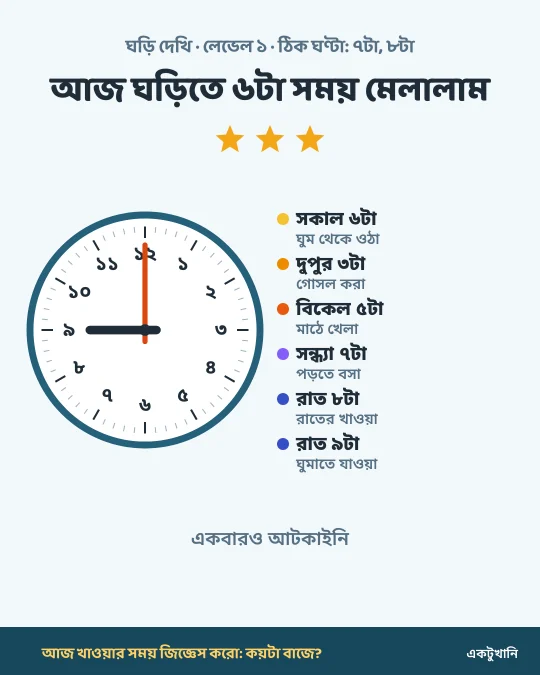 ঘড়ি দেখি · লেভেল ১ · ঠিক ঘণ্টা: ৭টা, ৮টা
আজ ঘড়িতে ৬টা সময় মেলালাম
১২
১
২
৩
৪
৫
৬
৭
৮
৯
১০
১১
সকাল ৬টা
ঘুম থেকে ওঠা
দুপুর ৩টা
গোসল করা
বিকেল ৫টা
মাঠে খেলা
সন্ধ্যা ৭টা
পড়তে বসা
রাত ৮টা
রাতের খাওয়া
রাত ৯টা
ঘুমাতে যাওয়া
একবারও আটকাইনি
আজ খাওয়ার সময় জিজ্ঞেস করো: কয়টা বাজে?
একটুখানি